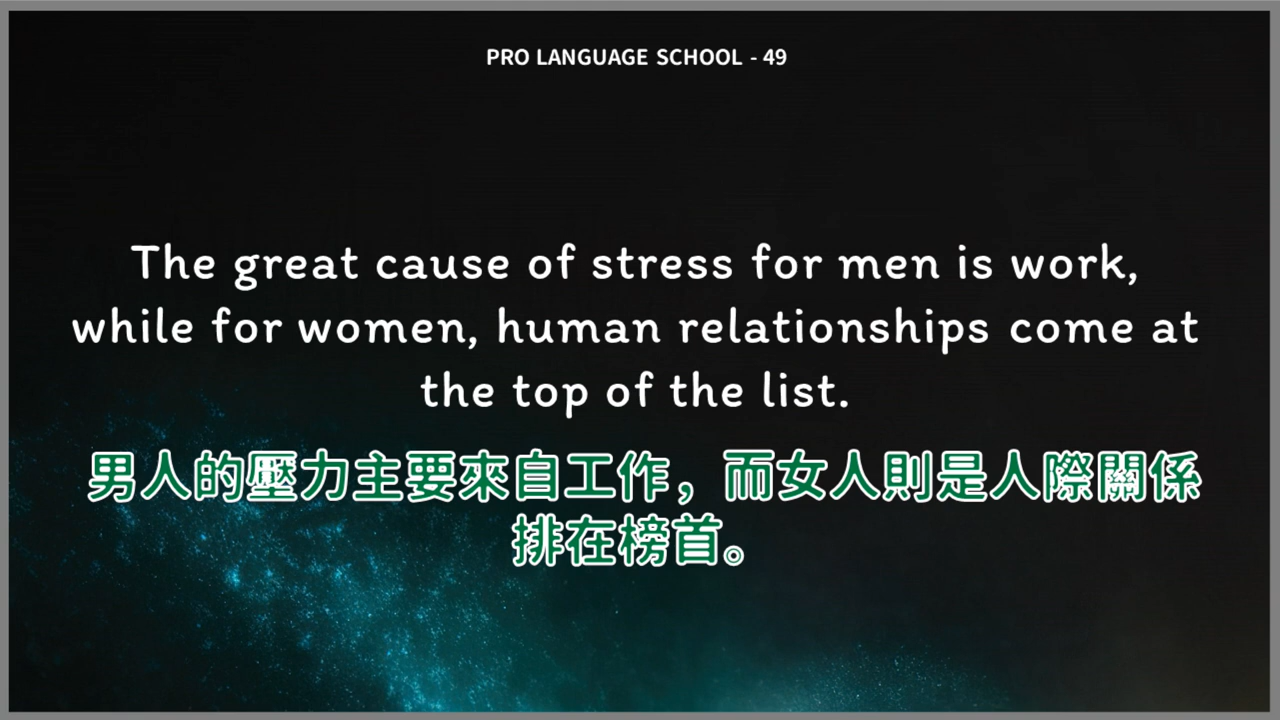 PRO LANGUAGE SCHOOL - 49
The great cause of stress for men is work,
while for women, human relationships come at
the top of the list.
男人的壓力主要來自工作，而女人則是人際關係
排在榜首。